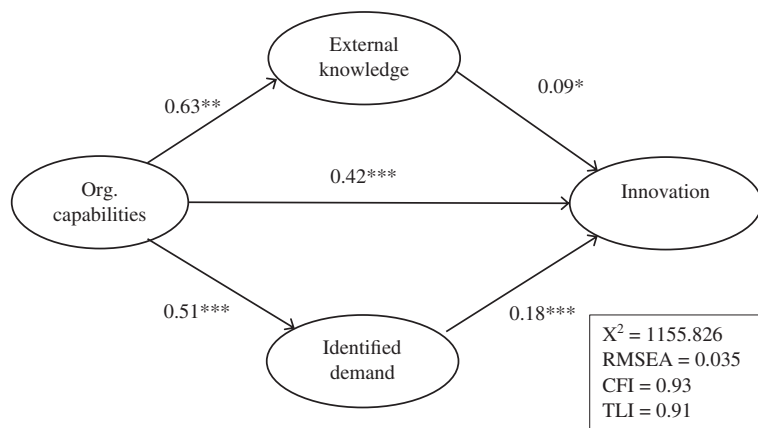 External
knowledge
0.63**
0.09*
0.42***
Org.
capabilities
Innovation
0.51***
0.18***
Identified
demand
X² = 1155.826
RMSEA = 0.035
CFI = 0.93
TLI = 0.91